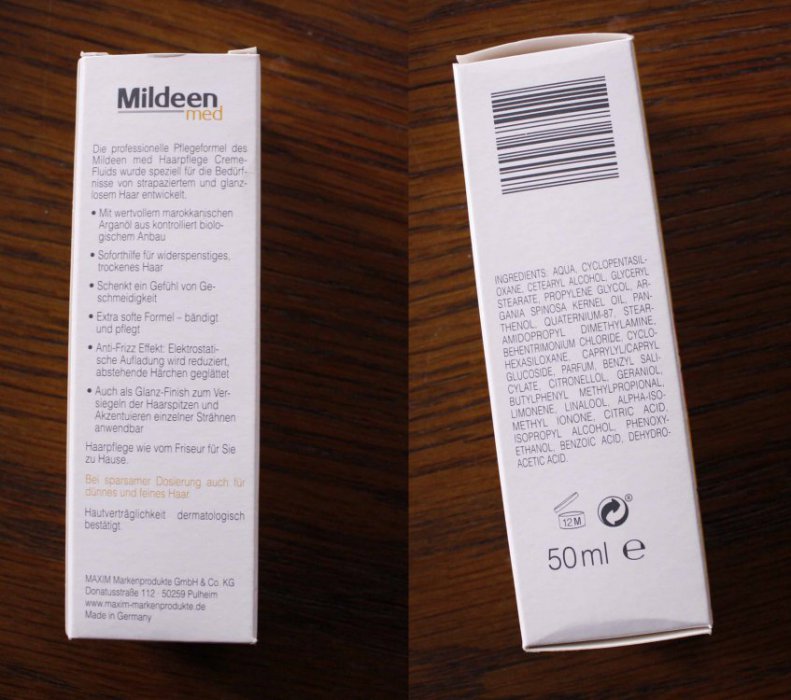 Mildeen
med
Die professionelle Pflegeformel des
Mildeen med Haarpflege Creme-
Fluids wurde speziell für die Bedürf-
nisse von strapaziertem und glanz-
losem Haar entwickelt.
• Mit wertvollem marokkanischen
Arganöl aus kontrolliert biolo-
gischem Anbau
• Soforthilfe für widerspenstiges,
trockenes Haar
• Schenkt ein Gefühl von Ge-
schmeidigkeit
• Extra softe Formel – bändigt
und pflegt
• Anti-Frizz Effekt: Elektrostati-
sche Aufladung wird reduziert,
abstehende Härchen geglättet
• Auch als Glanz-Finish zum Ver-
siegeln der Haarspitzen und
Akzentuieren einzelner Strähnen
anwendbar
Haarpflege wie vom Friseur für Sie
zu Hause.
Bei sparsamer Dosierung auch für
dünnes und feines Haar.
Hautverträglichkeit dermatologisch
bestätigt.
MAXIM Markenprodukte GmbH & Co. KG
Donatusstraße 112 · 50259 Pulheim
www.maxim-markenprodukte.de
Made in Germany
INGREDIENTS: AQUA, CYCLOPENTASIL-
OXANE, CETEARYL ALCOHOL, GLYCERYL
STEARATE, PROPYLENE GLYCOL, AR-
GANIA SPINOSA KERNEL OIL, PAN-
THENOL, QUATERNIUM-87, STEAR-
AMIDOPROPYL DIMETHYLAMINE,
BEHENTRIMONIUM CHLORIDE, CYCLO-
HEXASILOXANE, CAPRYLYL/CAPRYL
GLUCOSIDE, PARFUM, BENZYL SALI-
CYLATE, CITRONELLOL, GERANIOL,
BUTYLPHENYL METHYLPROPIONAL,
LIMONENE, LINALOOL, ALPHA-ISO-
METHYL IONONE, CITRIC ACID,
ISOPROPYL ALCOHOL, PHENOXY-
ETHANOL, BENZOIC ACID, DEHYDRO-
ACETIC ACID.
12M
®
50 ml e